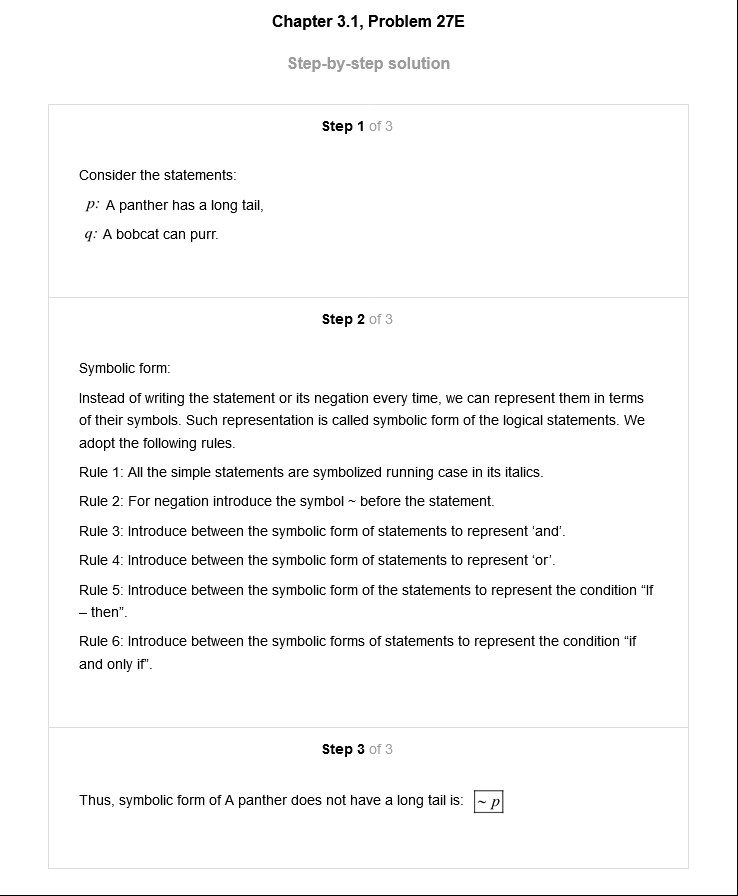 Chapter 3.1, Problem 27E
Step-by-step solution
Step 1 of 3
Consider the statements:
p: A panther has a long tail,
q: A bobcat can purr.
Step 2 of 3
Symbolic form:
Instead of writing the statement or its negation every time, we can represent them in terms
of their symbols. Such representation is called symbolic form of the logical statements. We
adopt the following rules.
Rule 1: All the simple statements are symbolized running case in its italics.
Rule 2: For negation introduce the symbol ~ before the statement.
Rule 3: Introduce between the symbolic form of statements to represent ‘and’.
Rule 4: Introduce between the symbolic form of statements to represent ‘or’.
Rule 5: Introduce between the symbolic form of the statements to represent the condition “If
– then”.
Rule 6: Introduce between the symbolic forms of statements to represent the condition “if
and only if”.
Step 3 of 3
Thus, symbolic form of A panther does not have a long tail is: ~ p